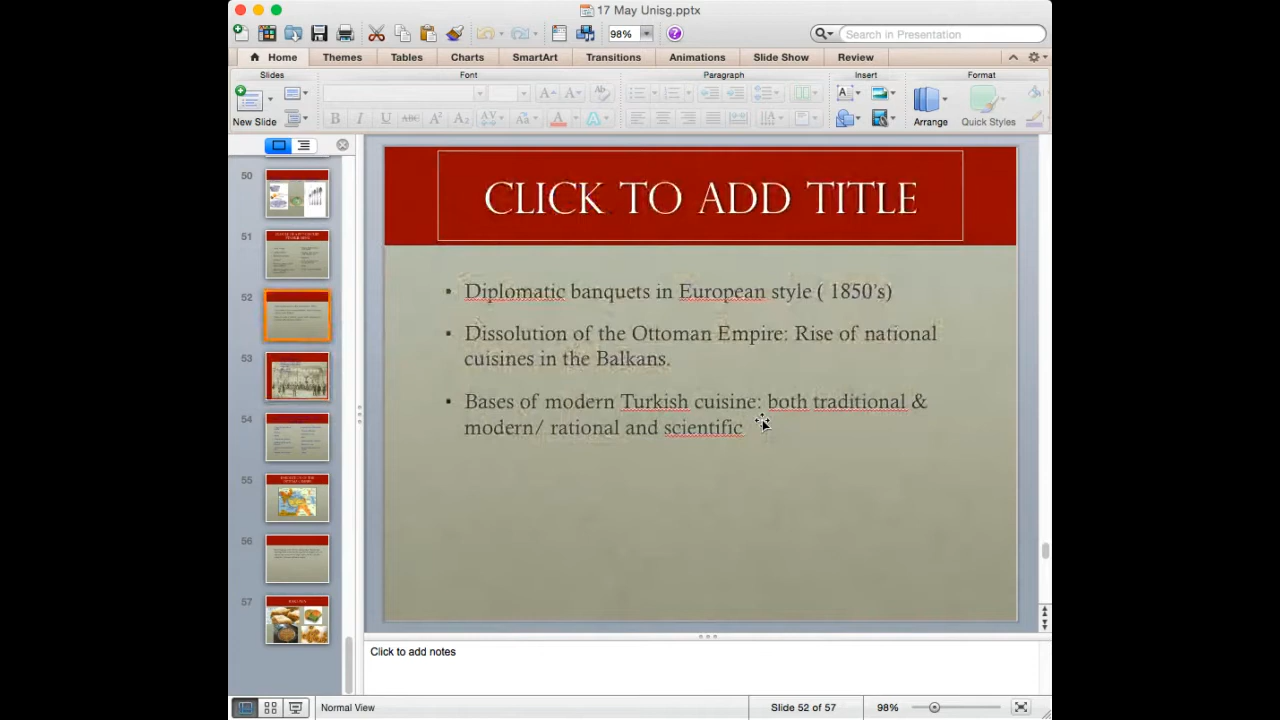 17 May Unisg.pptx
98%
Search in Presentation
Home Themes Tables Charts SmartArt Transitions Animations Slide Show Review
Slides Font Paragraph Insert Format
New Slide Arrange Quick Styles
CLICK TO ADD TITLE
• Diplomatic banquets in European style ( 1850's)
• Dissolution of the Ottoman Empire: Rise of national
cuisines in the Balkans.
• Bases of modern Turkish cuisine: both traditional &
modern/ rational and scientific
50
51
52
53
54
55
56
57
Click to add notes
Normal View Slide 52 of 57 98%